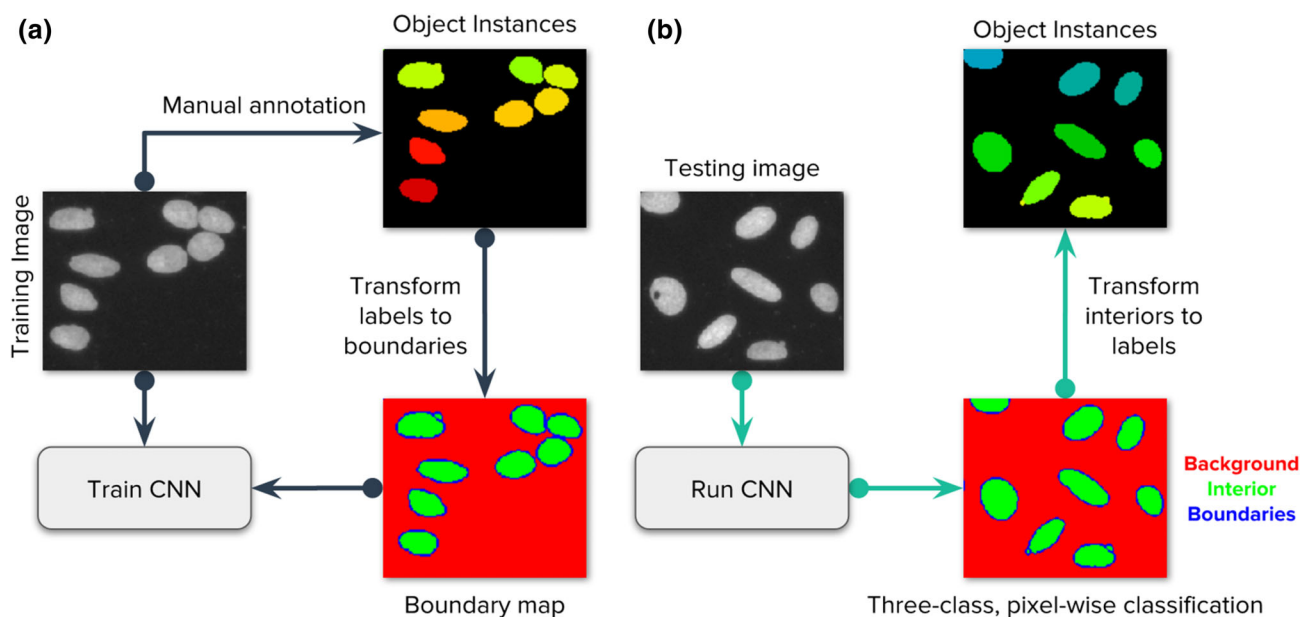 (a)
Object Instances
Manual annotation
Training Image
Transform
labels to
boundaries
Train CNN
Boundary map
(b)
Object Instances
Testing image
Transform
interiors to
labels
Run CNN
Background
Interior
Boundaries
Three-class, pixel-wise classification